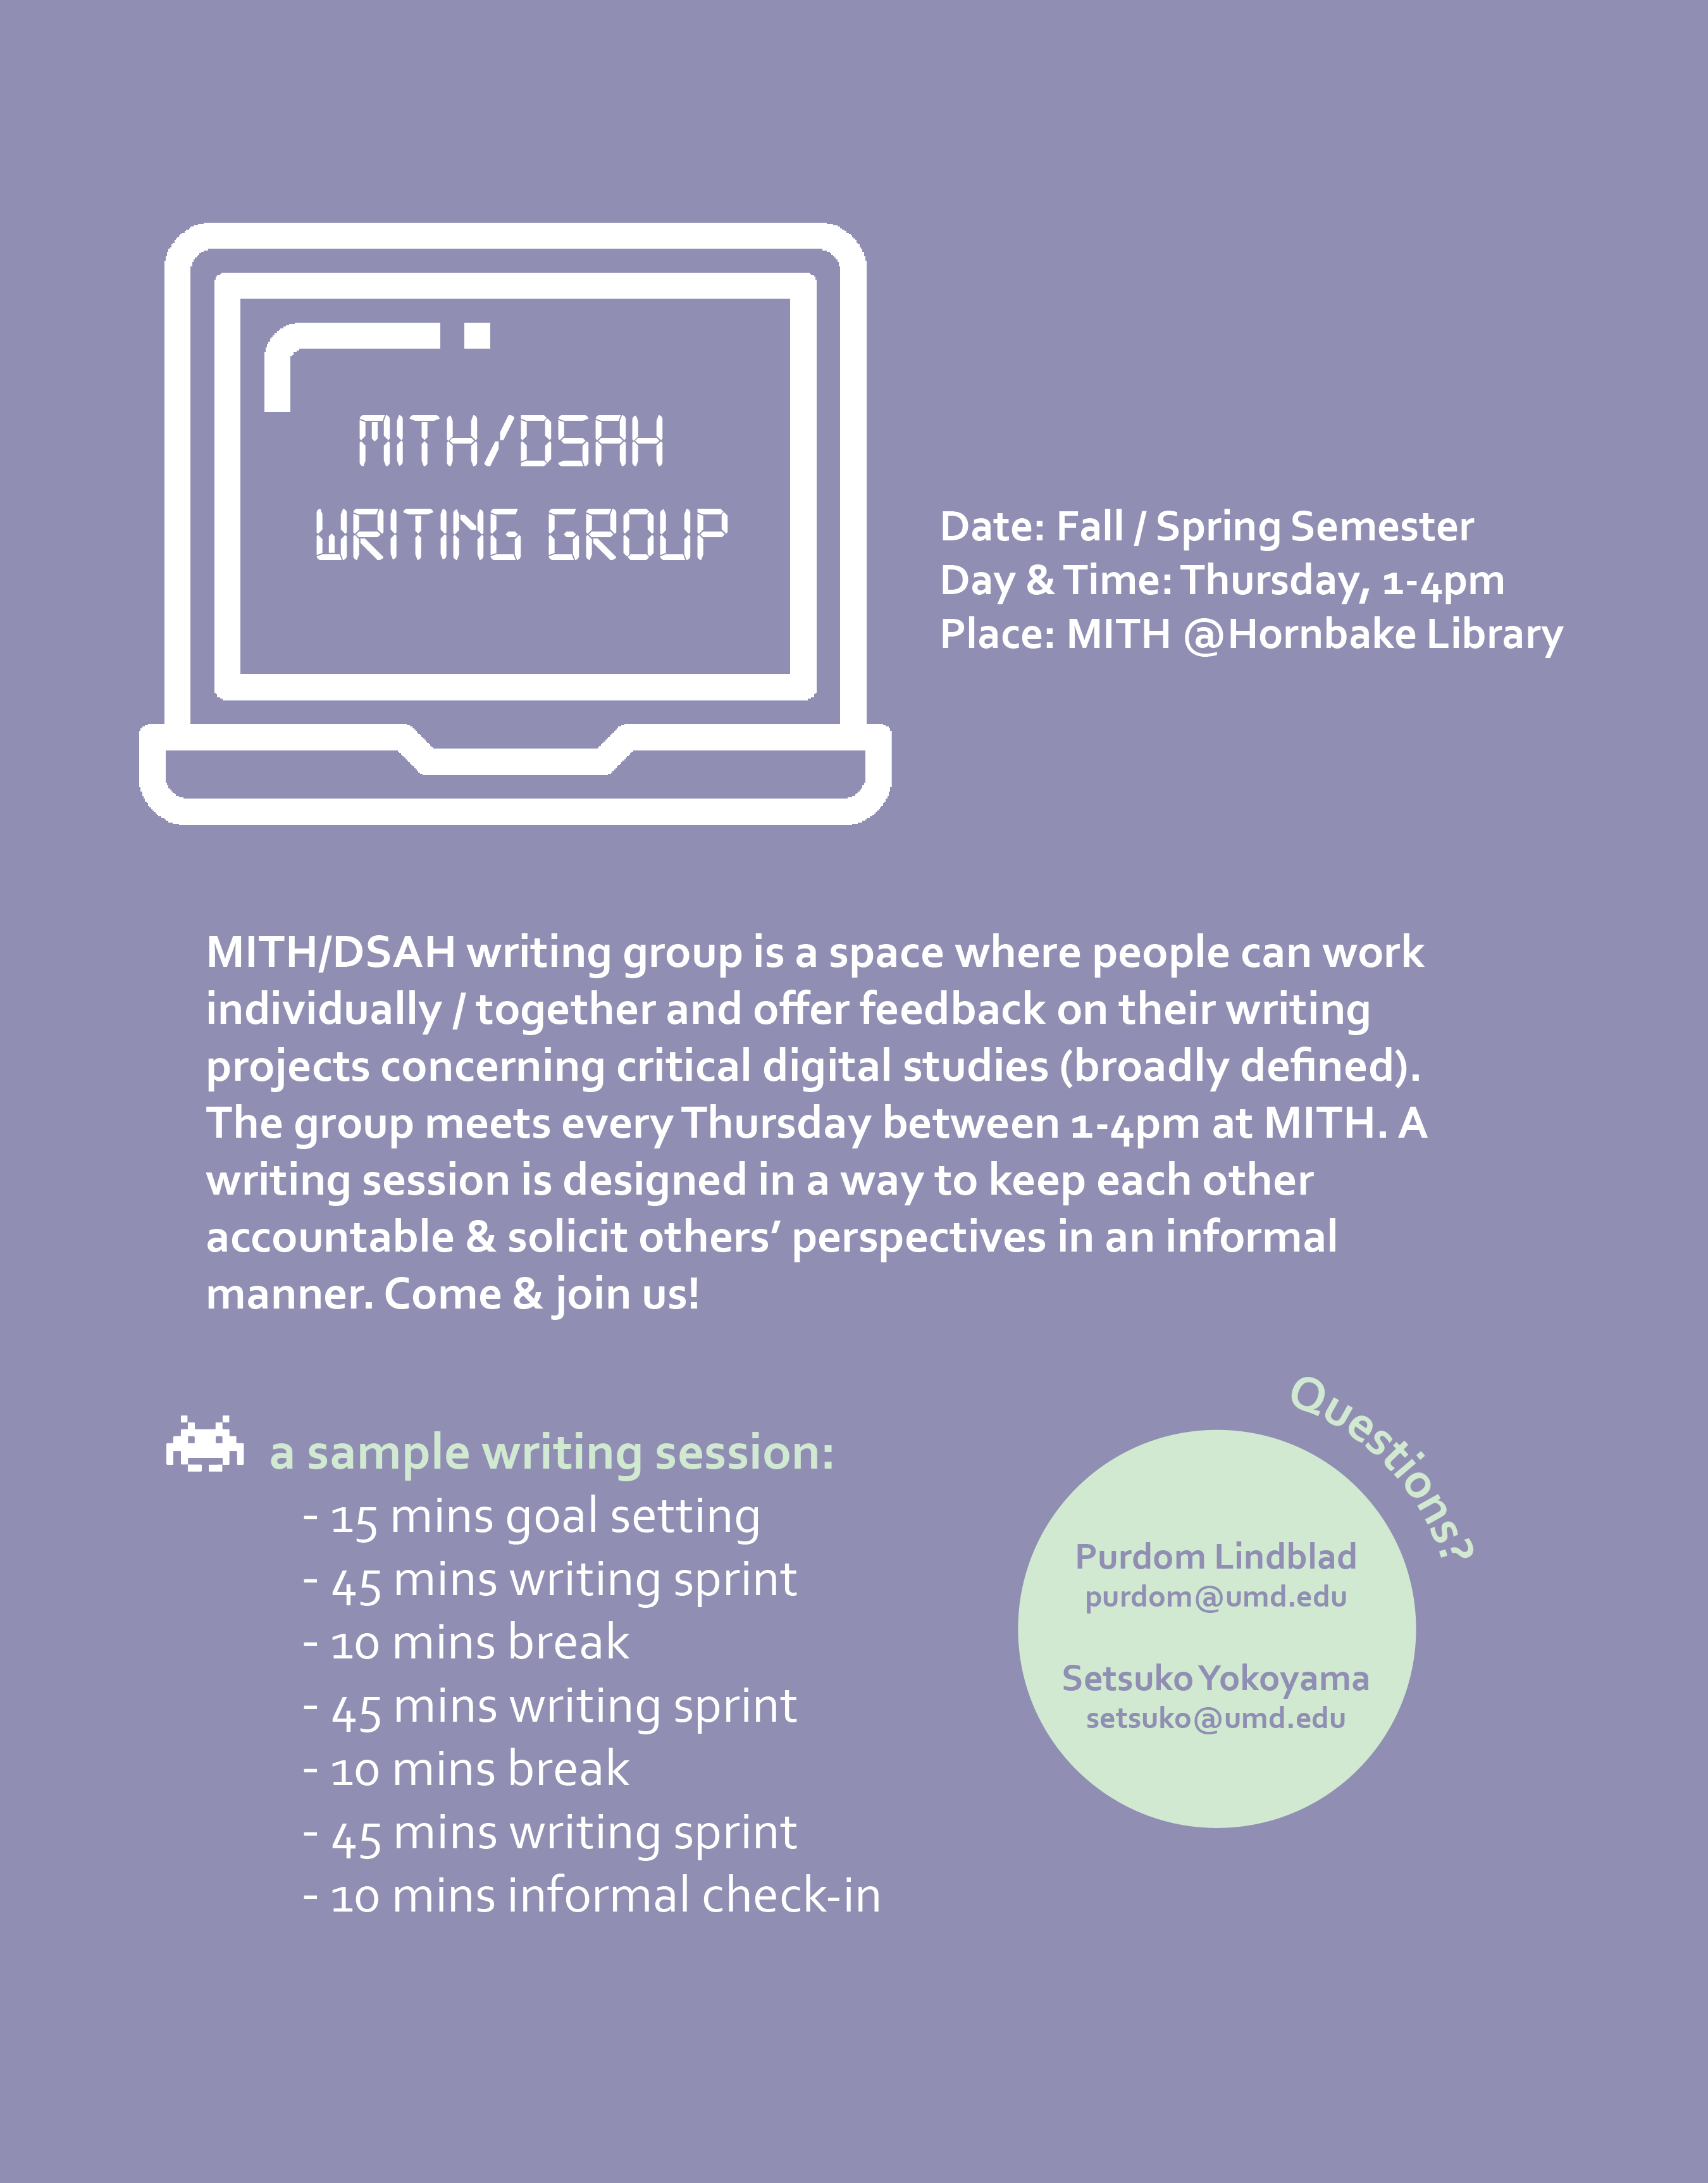 MITH/DSAH
WRITING GROUP
Date: Fall / Spring Semester
Day & Time: Thursday, 1-4pm
Place: MITH @Hornbake Library
MITH/DSAH writing group is a space where people can work
individually / together and offer feedback on their writing
projects concerning critical digital studies (broadly defined).
The group meets every Thursday between 1-4pm at MITH. A
writing session is designed in a way to keep each other
accountable & solicit others’ perspectives in an informal
manner. Come & join us!
a sample writing session:
- 15 mins goal setting
- 45 mins writing sprint
- 10 mins break
- 45 mins writing sprint
- 10 mins break
- 45 mins writing sprint
- 10 mins informal check-in
Questions?
Purdom Lindblad
purdom@umd.edu
Setsuko Yokoyama
setsuko@umd.edu